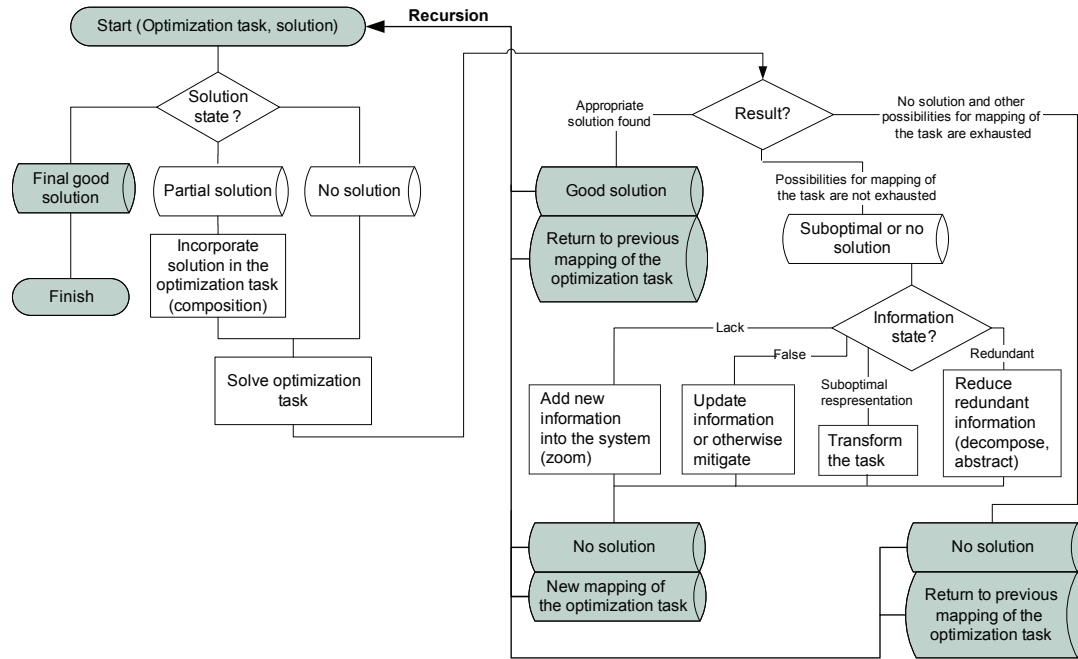 Start (Optimization task, solution)
Recursion
Solution
state ?
Final good
solution
Partial solution
No solution
Incorporate
solution in the
optimization task
(composition)
Finish
Solve optimization
task
Result?
Appropriate
solution found
No solution and other
possibilities for mapping of
the task are exhausted
Good solution
Return to previous
mapping of the
optimization task
Possibilities for mapping of
the task are not exhausted
Suboptimal or no
solution
Information
state?
Lack
False
Suboptimal
respresentation
Redundant
Add new
information
into the system
(zoom)
Update
information
or otherwise
mitigate
Transform
the task
Reduce
redundant
information
(decompose,
abstract)
No solution
New mapping of
the optimization task
No solution
Return to previous
mapping of the
optimization task